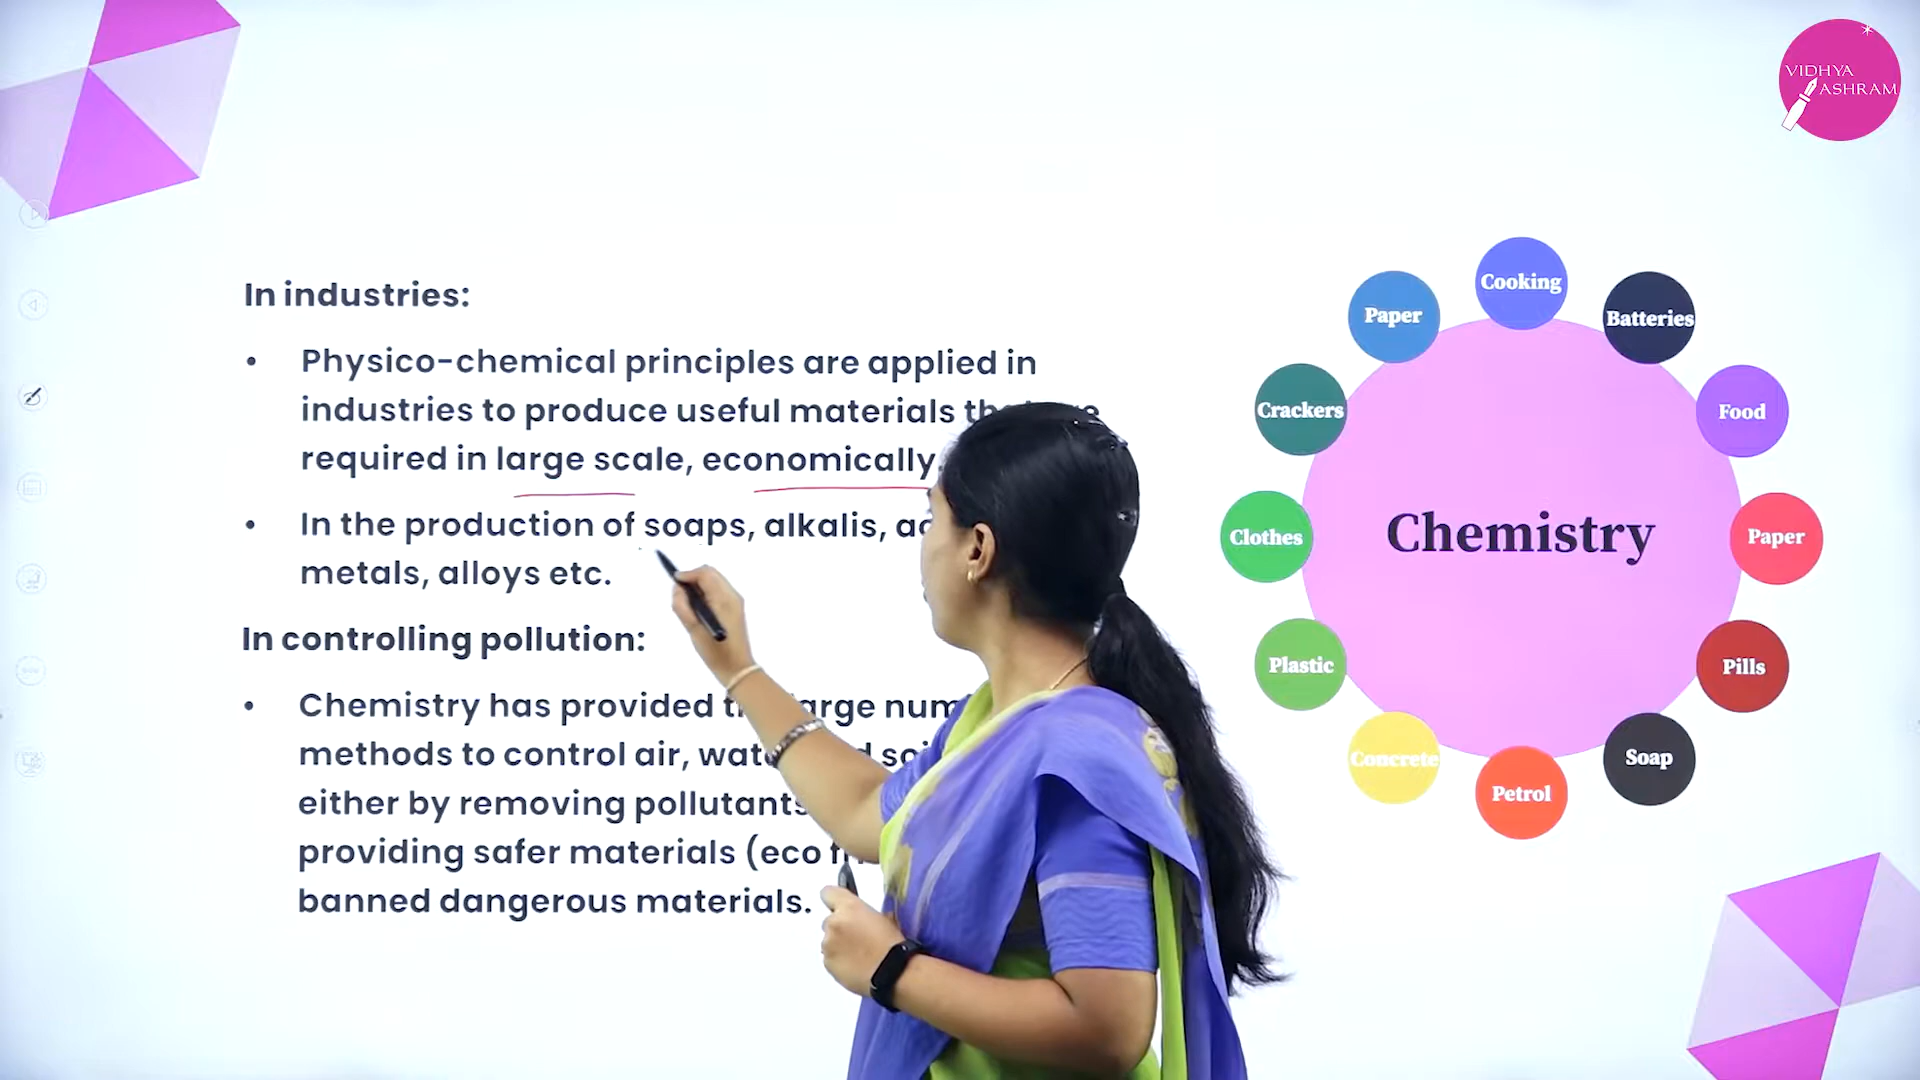 VIDHYA
ASHRAM
In industries:
• Physico-chemical principles are applied in
industries to produce useful materials
required in large scale, economically
• In the production of soaps, alkalis,
metals, alloys etc.
In controlling pollution:
• Chemistry has provided large
methods to control air,
either by removing pollutants
providing safer materials (eco
banned dangerous materials.
Cooking
Paper
Batteries
Crackers
Food
Clothes
Chemistry
Paper
Plastic
Pills
Concrete
Soap
Petrol